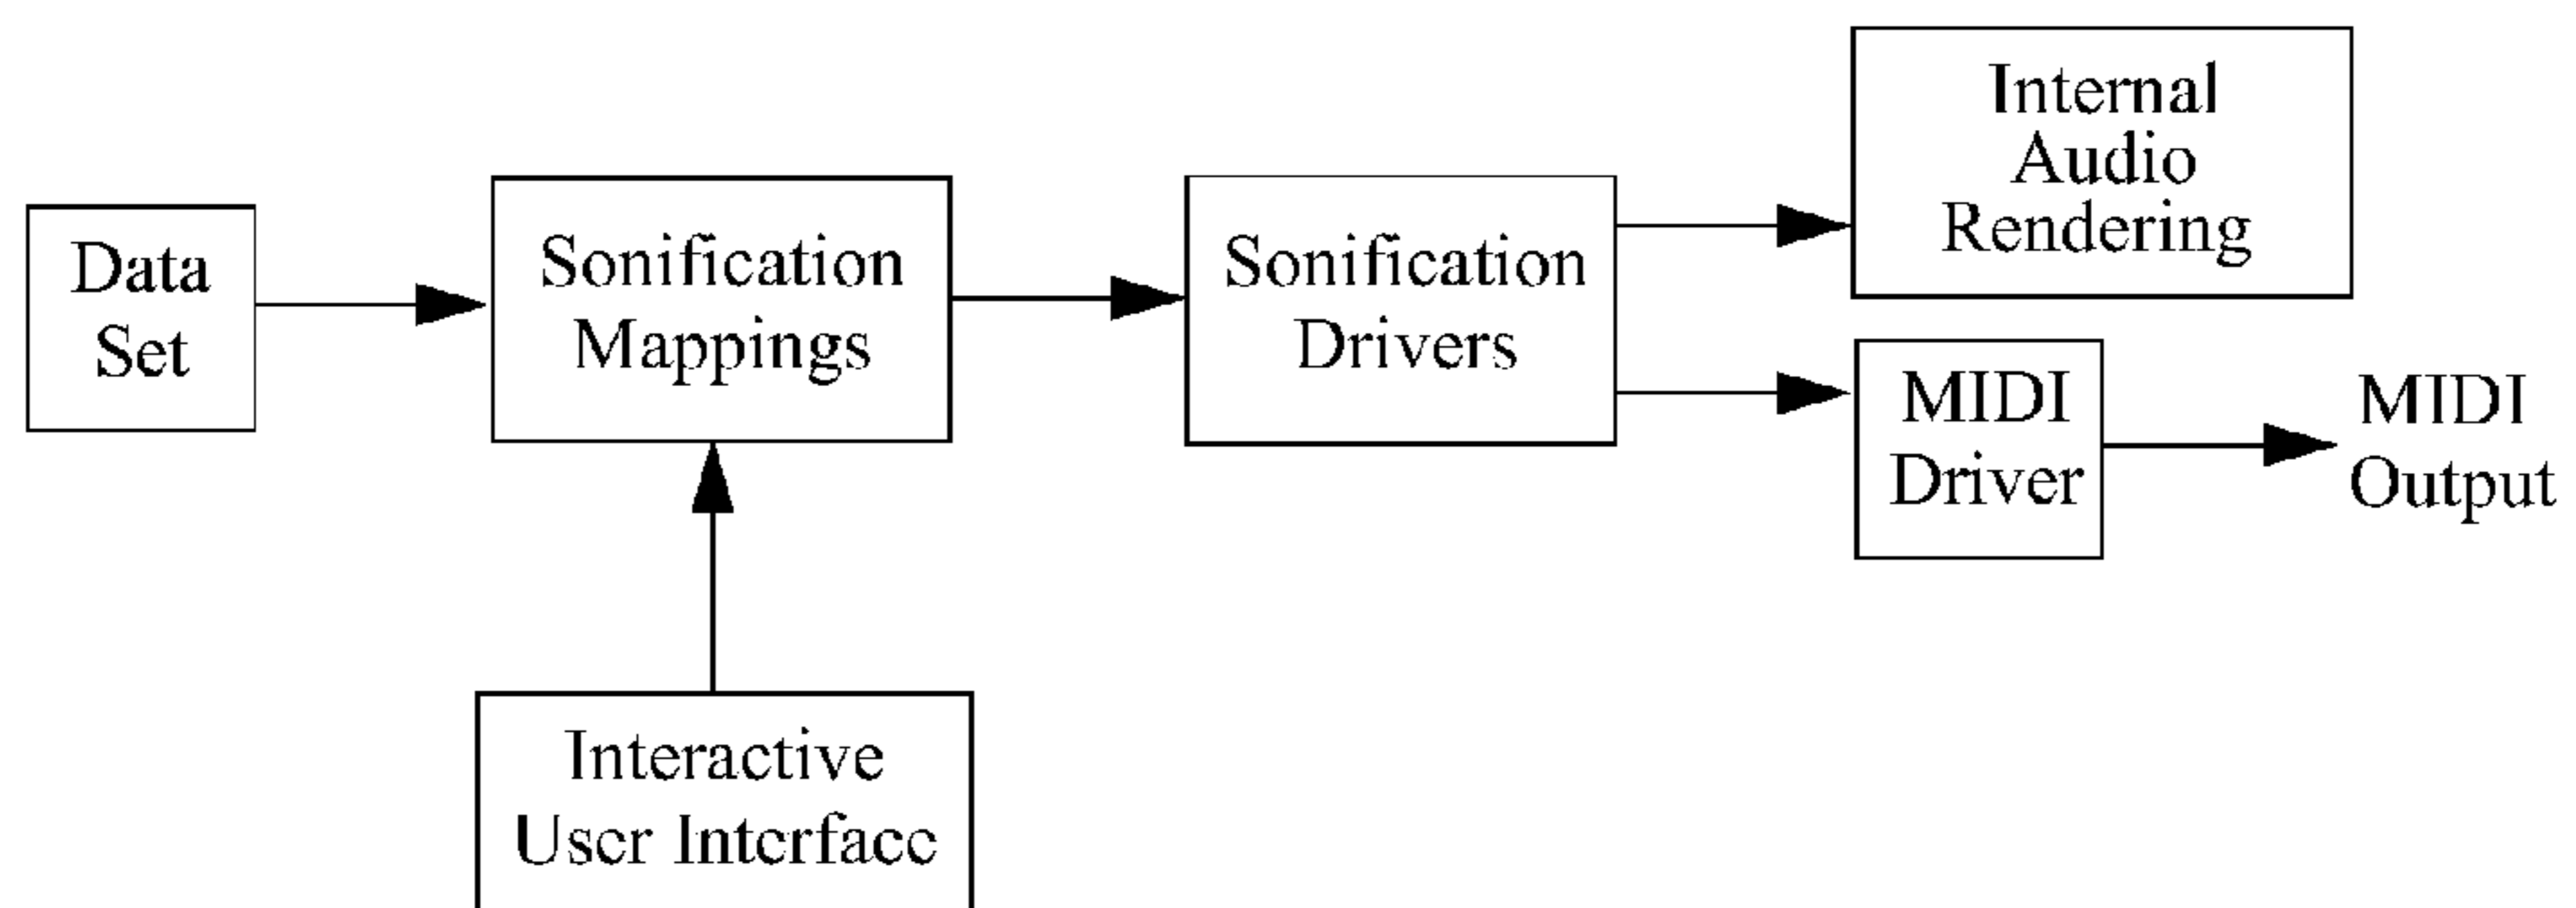 Data
Set
Sonification
Mappings
Sonification
Drivers
Internal
Audio
Rendering
MIDI
Driver
MIDI
Output
Interactive
User Interface